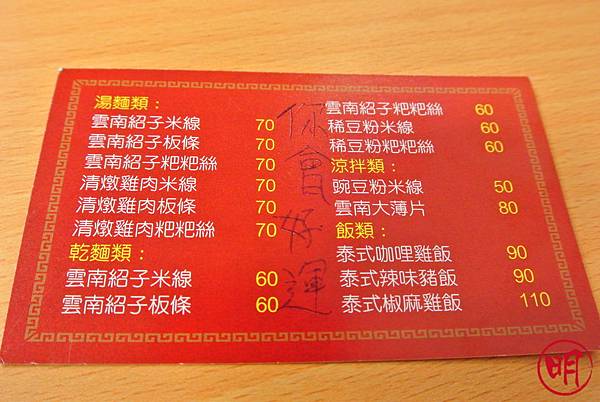 湯麵類：
雲南紹子米線 70
雲南紹子板條 70
雲南紹子粑粑絲 70
清燉雞肉米線 70
清燉雞肉板條 70
清燉雞肉粑粑絲 70
乾麵類：
雲南紹子米線 60
雲南紹子板條 60
你會好運
雲南紹子粑粑絲 60
稀豆粉米線 60
稀豆粉粑粑絲 60
涼拌類：
豌豆粉米線 50
雲南大薄片 80
飯類：
泰式咖哩雞飯 90
泰式辣味豬飯 90
泰式椒麻雞飯 110
明